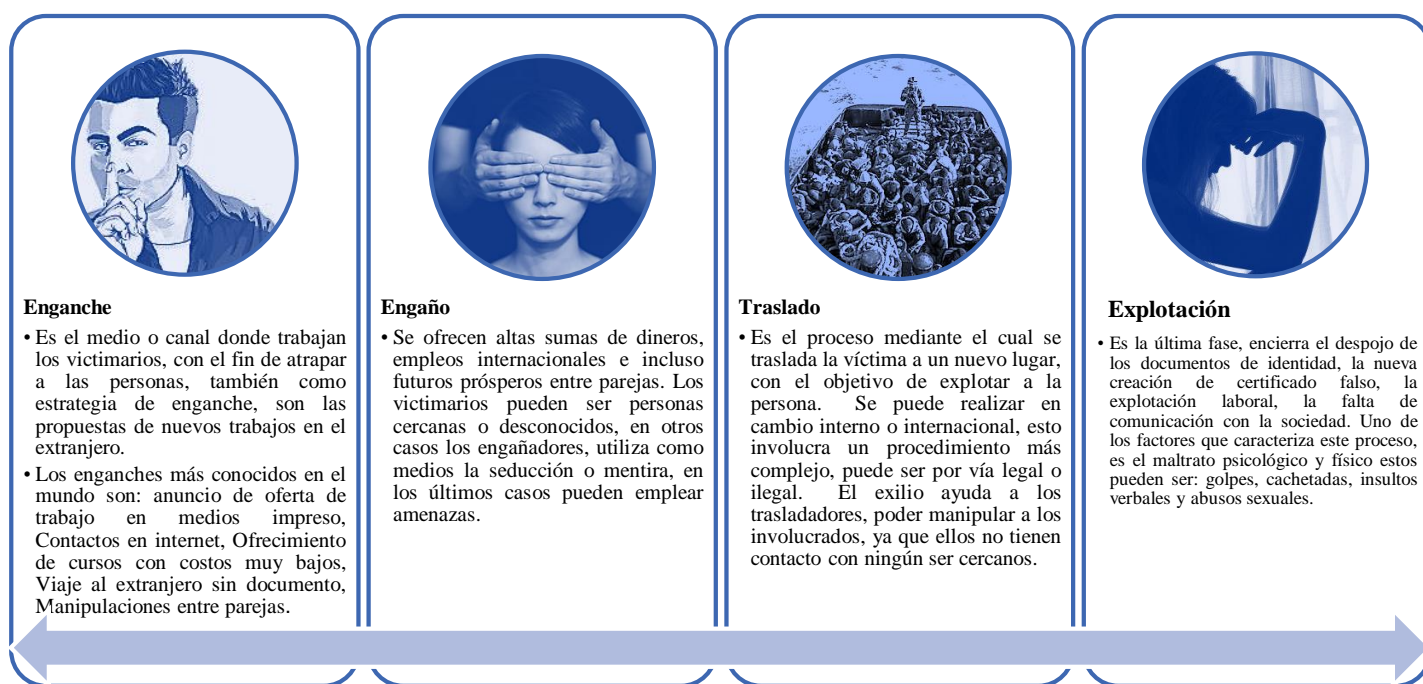 Enganche
• Es el medio o canal donde trabajan
los victimarios, con el fin de atrapar
a las personas, también como
estrategia de enganche, son las
propuestas de nuevos trabajos en el
extranjero.
• Los enganches más conocidos en el
mundo son: anuncio de oferta de
trabajo en medios impreso,
Contactos en internet, Ofrecimiento
de cursos con costos muy bajos,
Viaje al extranjero sin documento,
Manipulaciones entre parejas.
Engaño
• Se ofrecen altas sumas de dineros,
empleos internacionales e incluso
futuros prósperos entre parejas. Los
victimarios pueden ser personas
cercanas o desconocidos, en otros
casos los engañadores, utiliza como
medios la seducción o mentira, en
los últimos casos pueden emplear
amenazas.
Traslado
• Es el proceso mediante el cual se
traslada la víctima a un nuevo lugar,
con el objetivo de explotar a la
persona. Se puede realizar en
cambio interno o internacional, esto
involucra un procedimiento más
complejo, puede ser por vía legal o
ilegal. El exilio ayuda a los
trasladadores, poder manipular a los
involucrados, ya que ellos no tienen
contacto con ningún ser cercanos.
Explotación
• Es la última fase, encierra el despojo de
los documentos de identidad, la nueva
creación de certificado falso, la
explotación laboral, la falta de
comunicación con la sociedad. Uno de
los factores que caracteriza este proceso,
es el maltrato psicológico y físico estos
pueden ser: golpes, cachetadas, insultos
verbales y abusos sexuales.